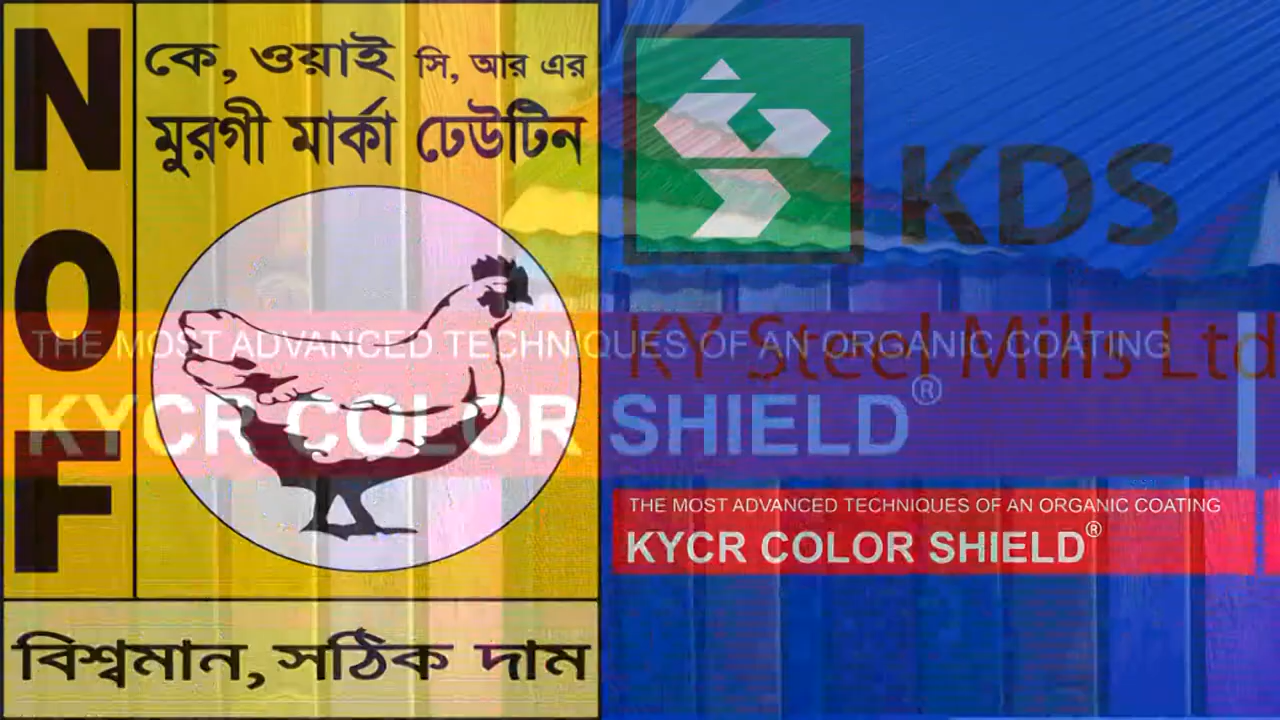 NOF
কে, ওয়াই সি, আর এর
মুরগী মার্কা ঢেউটিন
বিশ্বমান, সঠিক দাম
KDS
KY Steel Mills Ltd
THE MOST ADVANCED TECHNIQUES OF AN ORGANIC COATING
KYCR COLOR SHIELD®
THE MOST ADVANCED TECHNIQUES OF AN ORGANIC COATING
KYCR COLOR SHIELD®